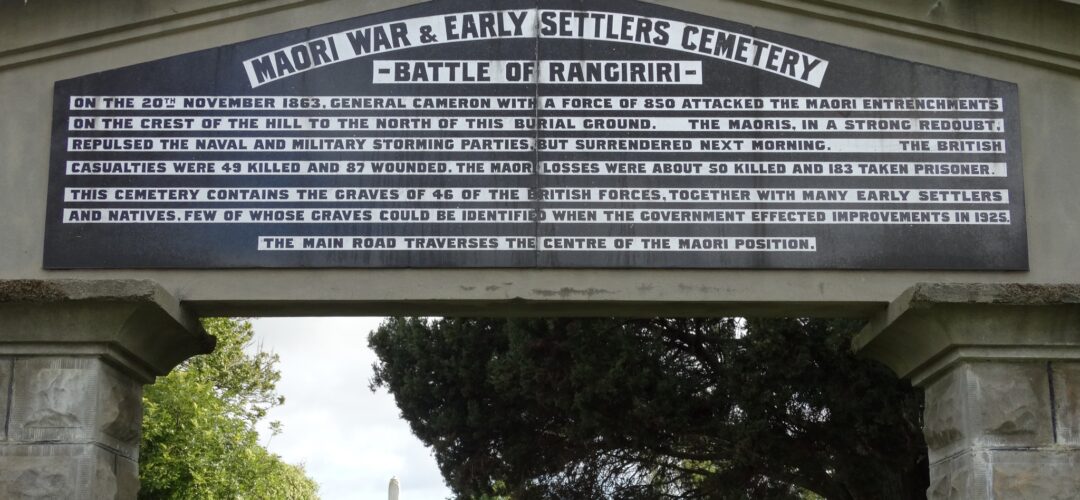 MAORI WAR & EARLY SETTLERS CEMETERY
-BATTLE OF RANGIRIRI-
ON THE 20TH NOVEMBER 1863, GENERAL CAMERON WITH A FORCE OF 850 ATTACKED THE MAORI ENTRENCHMENTS
ON THE CREST OF THE HILL TO THE NORTH OF THIS BURIAL GROUND. THE MAORIS, IN A STRONG REDOUBT,
REPULSED THE NAVAL AND MILITARY STORMING PARTIES, BUT SURRENDERED NEXT MORNING. THE BRITISH
CASUALTIES WERE 49 KILLED AND 87 WOUNDED. THE MAORI LOSSES WERE ABOUT 50 KILLED AND 183 TAKEN PRISONER.
THIS CEMETERY CONTAINS THE GRAVES OF 46 OF THE BRITISH FORCES, TOGETHER WITH MANY EARLY SETTLERS
AND NATIVES, FEW OF WHOSE GRAVES COULD BE IDENTIFIED WHEN THE GOVERNMENT EFFECTED IMPROVEMENTS IN 1925.
THE MAIN ROAD TRAVERSES THE CENTRE OF THE MAORI POSITION.